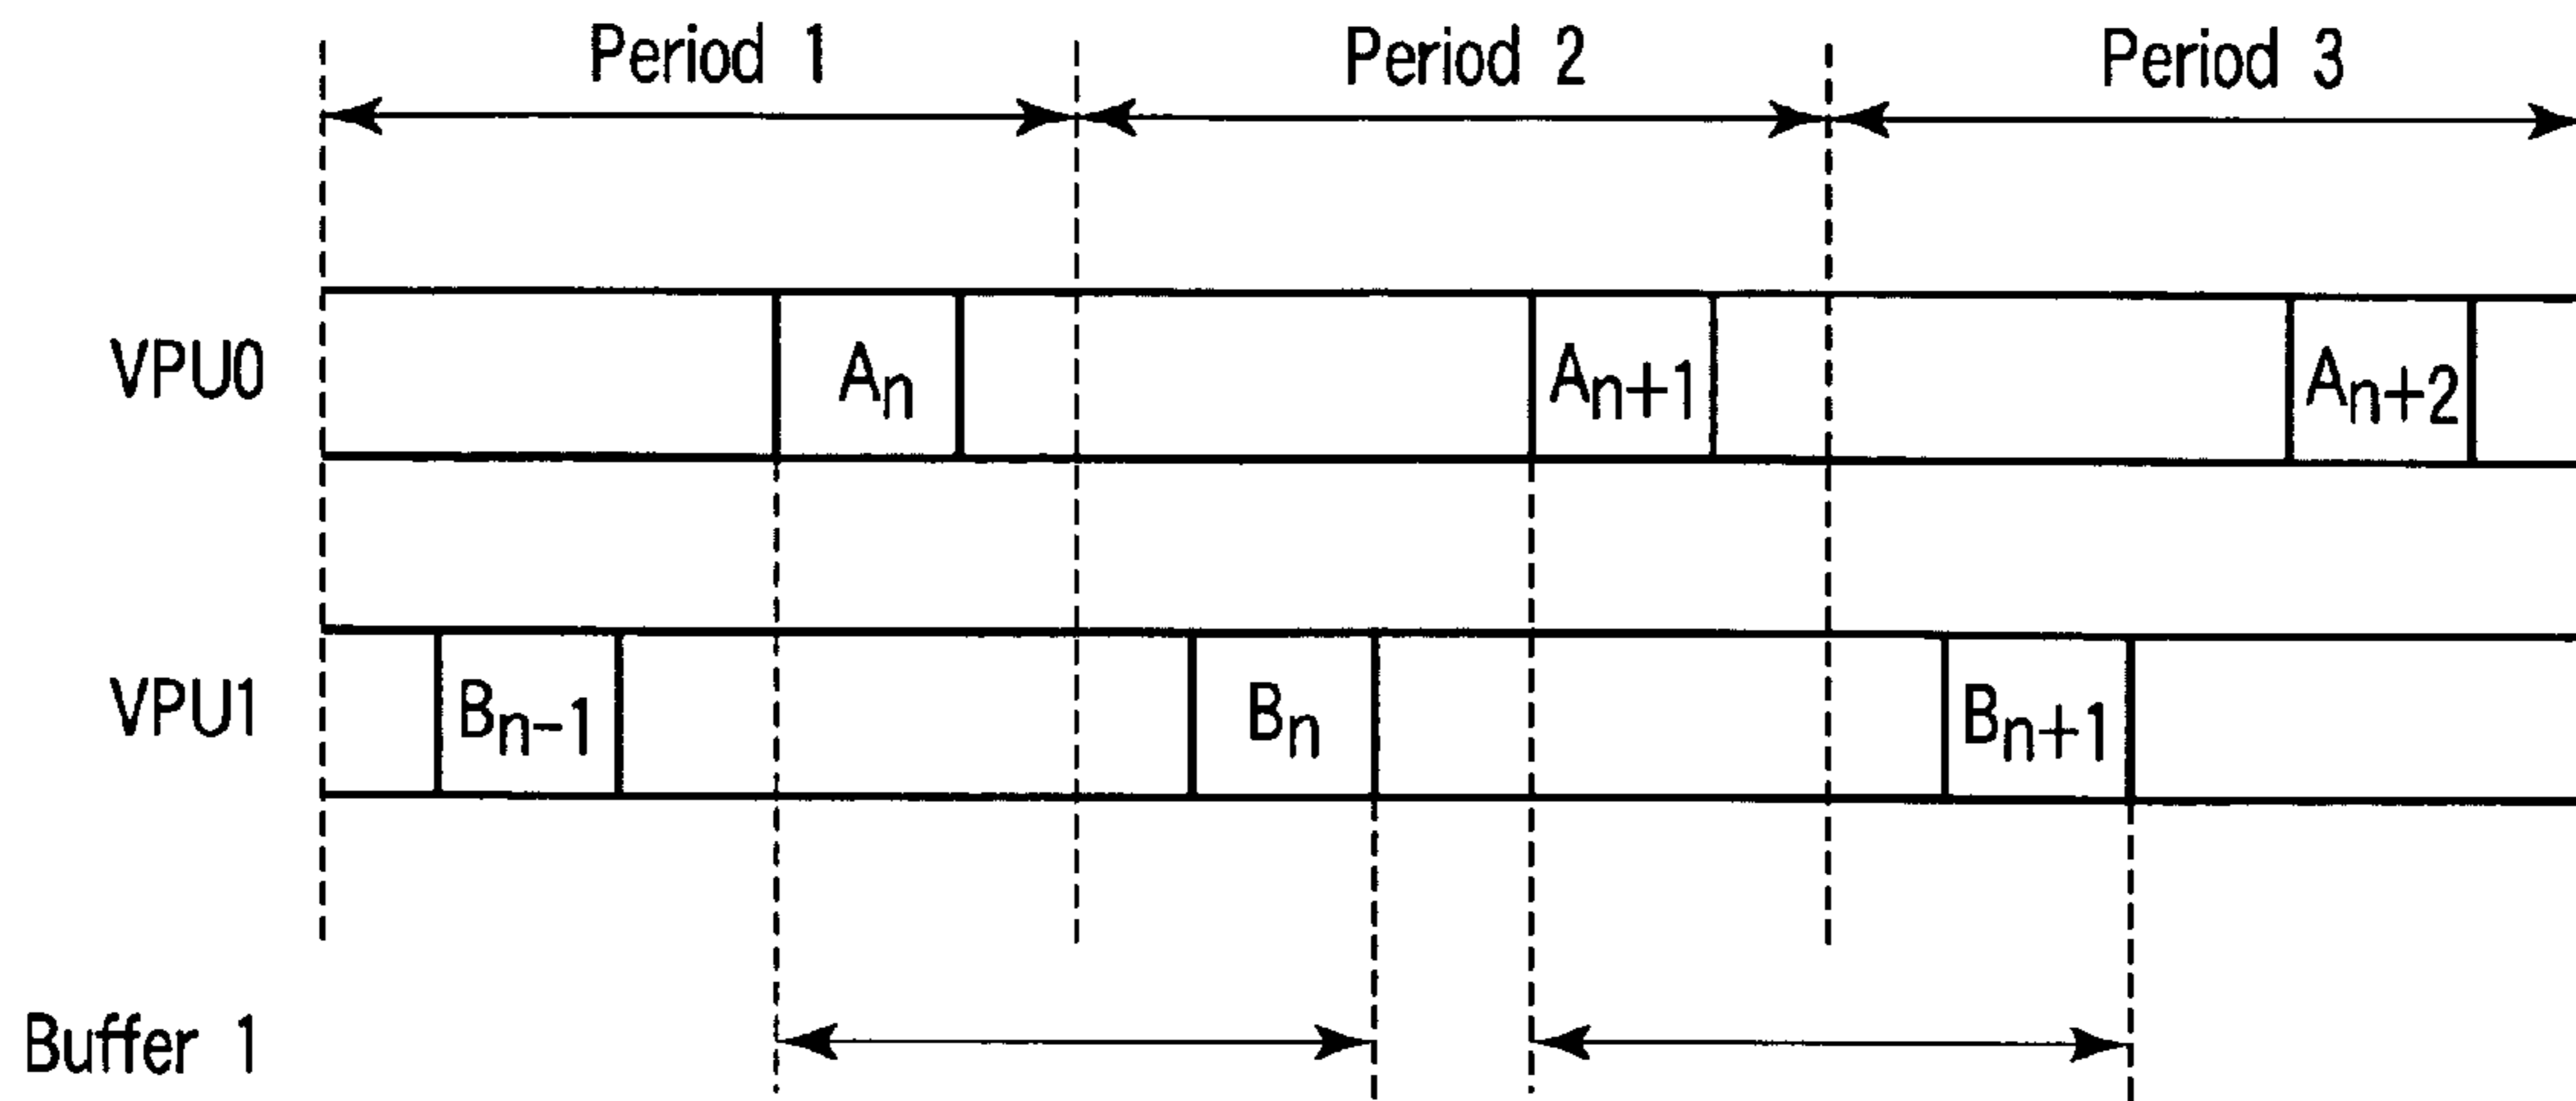 Period 1 Period 2 Period 3
VPU0 An An+1 An+2
VPU1 Bn-1 Bn Bn+1
Buffer 1